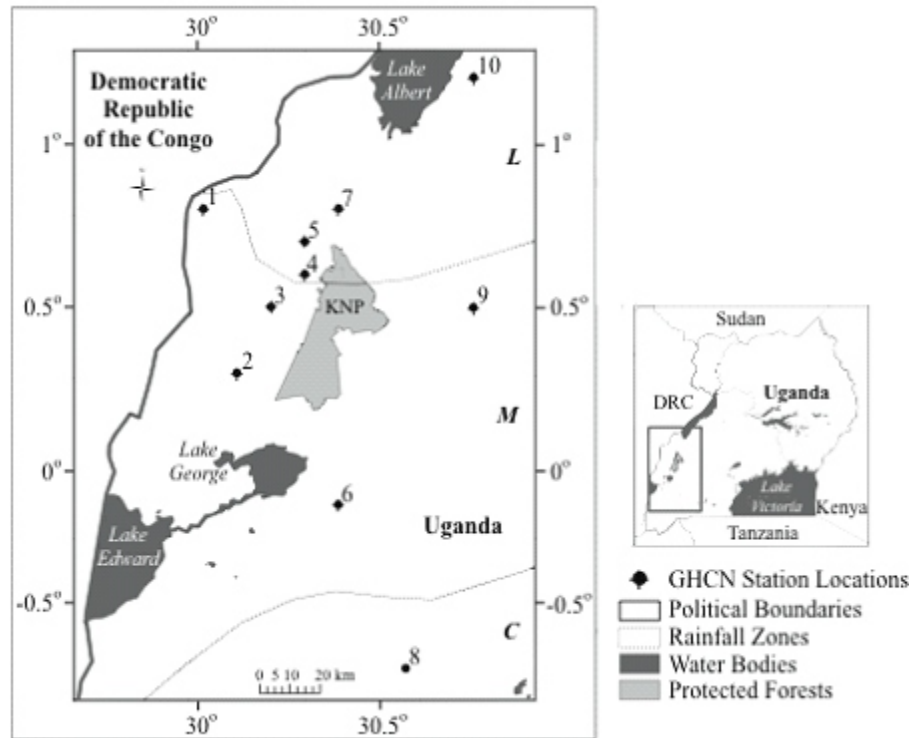 30° 30.5°
Democratic
Republic
of the Congo
Lake
Albert
10
1° 1°
L
1
7
5
4
3
KNP
9
0.5° 0.5°
2
M
Lake
George
0° 0°
6
Uganda
Lake
Edward
-0.5° -0.5°
C
8
0 5 10 20 km
30° 30.5°
Sudan
DRC
Uganda
Lake
Victoria
Kenya
Tanzania
GHCN Station Locations
Political Boundaries
Rainfall Zones
Water Bodies
Protected Forests